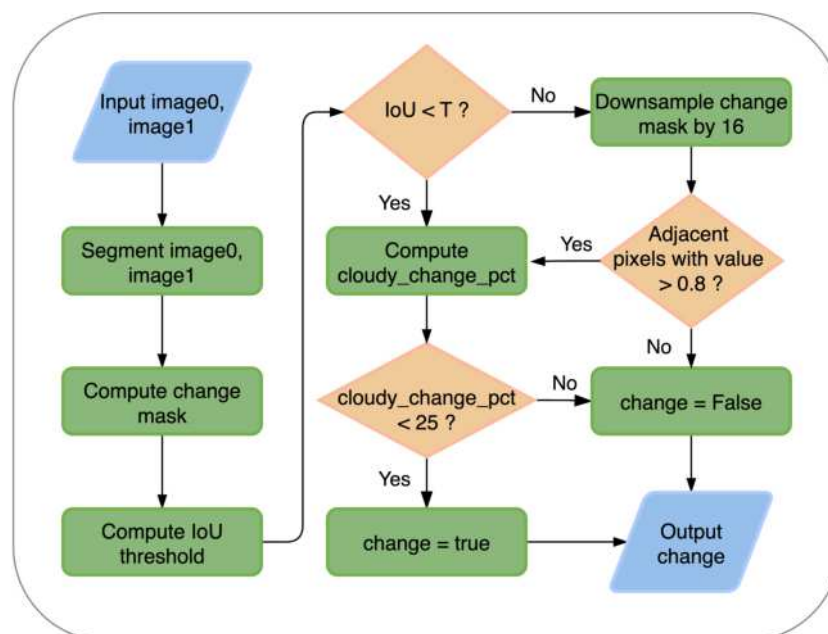 Input image0,
image1
Segment image0,
image1
Compute change
mask
Compute IoU
threshold
IoU < T ?
No
Yes
Downsample change
mask by 16
Adjacent
pixels with value
> 0.8 ?
Yes
No
Compute
cloudy_change_pct
cloudy_change_pct
< 25 ?
No
Yes
change = False
change = true
Output
change